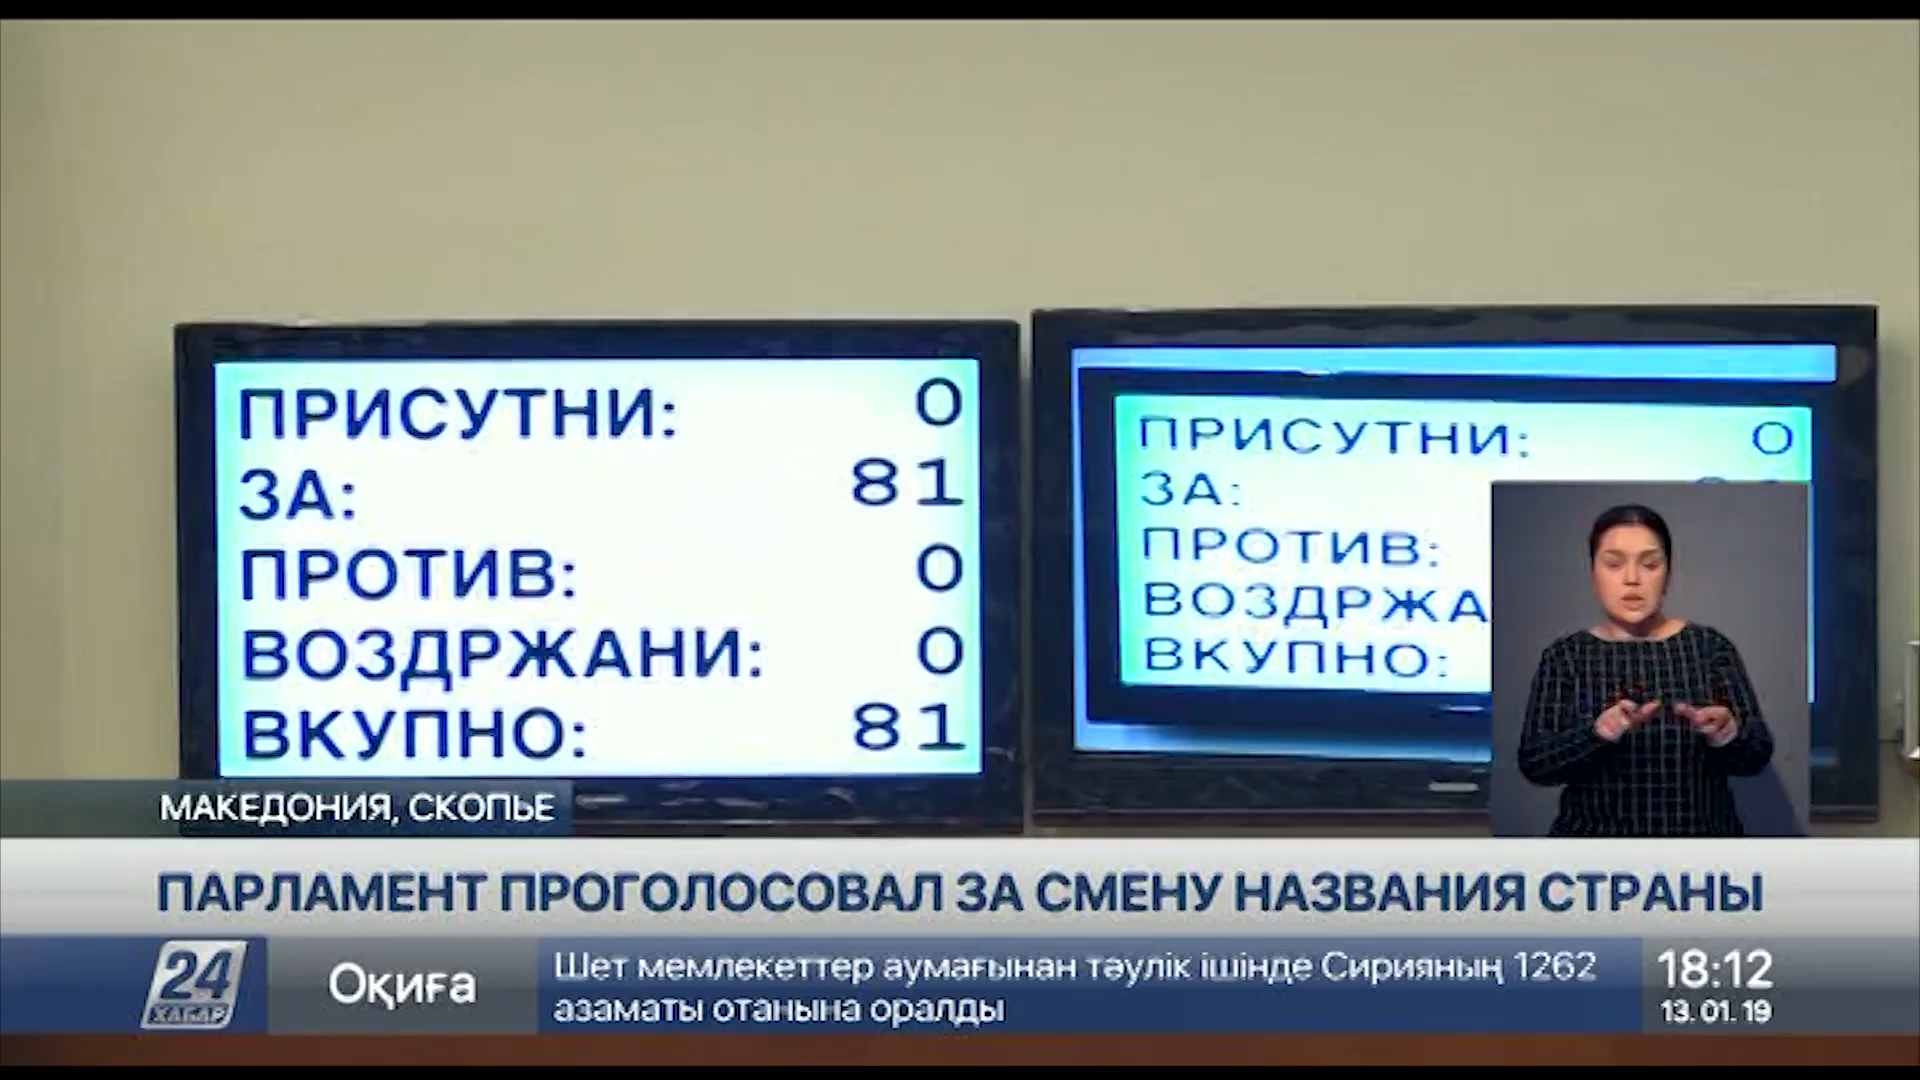 ПРИСУТНИ: 0
ЗА: 81
ПРОТИВ: 0
ВОЗДРЖАНИ: 0
ВКУПНО: 81
ПРИСУТНИ: 0
ЗА:
ПРОТИВ:
ВОЗДРЖА
ВКУПНО:
МАКЕДОНИЯ, СКОПЬЕ
ПАРЛАМЕНТ ПРОГОЛОСОВАЛ ЗА СМЕНУ НАЗВАНИЯ СТРАНЫ
24
ХАБАР
Оқиға
Шет мемлекеттер аумағынан тәулік ішінде Сирияның 1262
азаматы отанына оралды
18:12
13.01.19